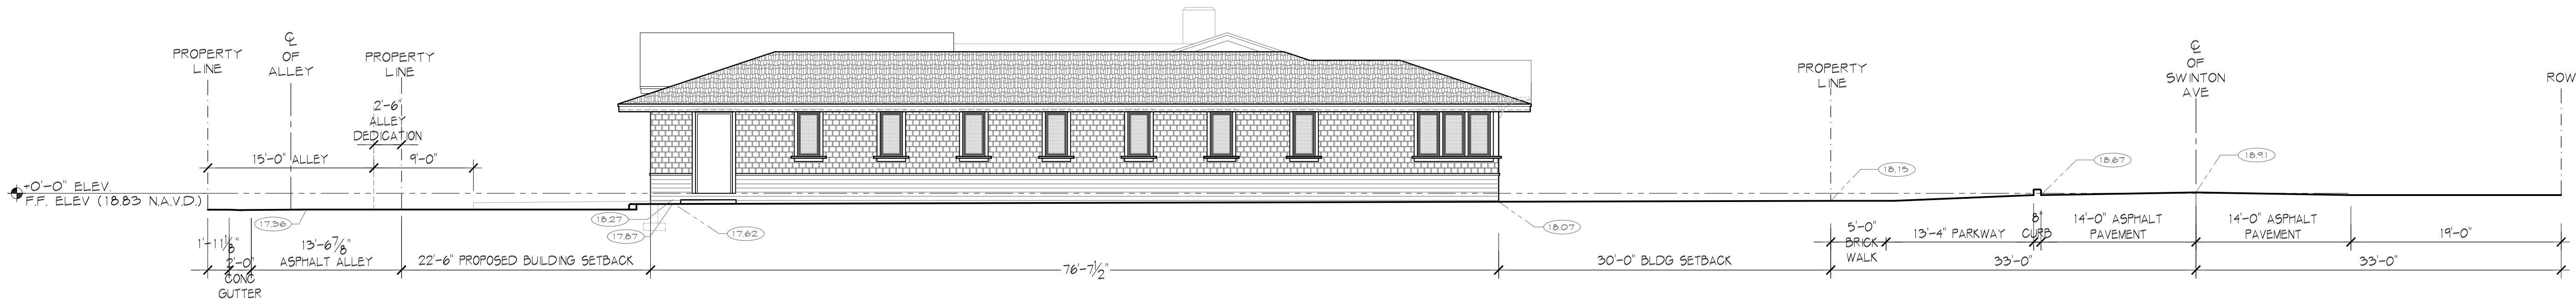 PROPERTY
LINE
℄
OF
ALLEY
PROPERTY
LINE
2'-6"
ALLEY
DEDICATION
15'-0" ALLEY
9'-0"
+0'-0" ELEV.
F.F. ELEV (18.83 N.A.V.D.)
17.36
18.27
17.87
17.62
1'-11⅛"
2'-0"
CONC
GUTTER
13'-6⅞"
ASPHALT ALLEY
22'-6" PROPOSED BUILDING SETBACK
76'-7½"
18.07
30'-0" BLDG SETBACK
PROPERTY
LINE
18.15
5'-0"
BRICK
WALK
13'-4" PARKWAY
8"
CURB
18.67
℄
OF
SWINTON
AVE
18.91
14'-0" ASPHALT
PAVEMENT
14'-0" ASPHALT
PAVEMENT
19'-0"
33'-0"
33'-0"
ROW